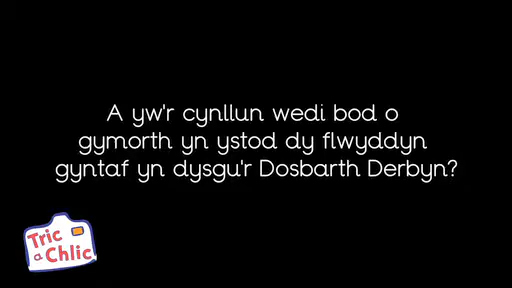 A yw'r cynllun wedi bod o
gymorth yn ystod dy flwyddyn
gyntaf yn dysgu'r Dosbarth Derbyn?
Tric
a Chlic